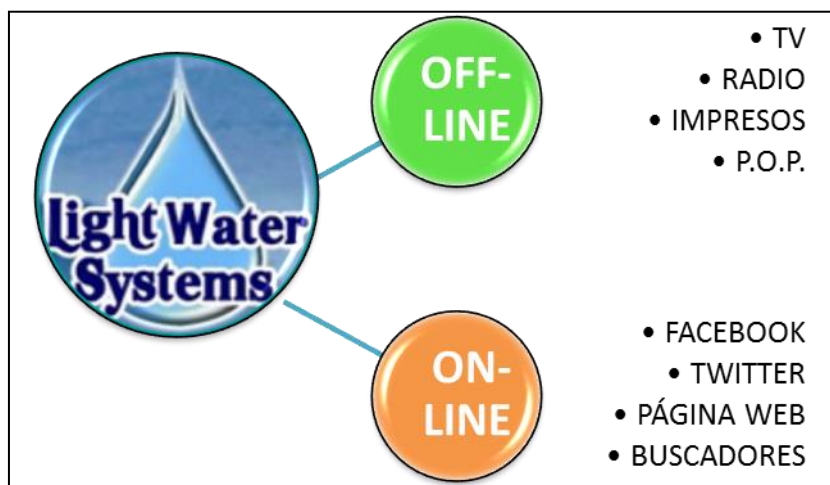 Light Water
Systems
OFF-
LINE
• TV
• RADIO
• IMPRESOS
• P.O.P.
ON-
LINE
• FACEBOOK
• TWITTER
• PÁGINA WEB
• BUSCADORES